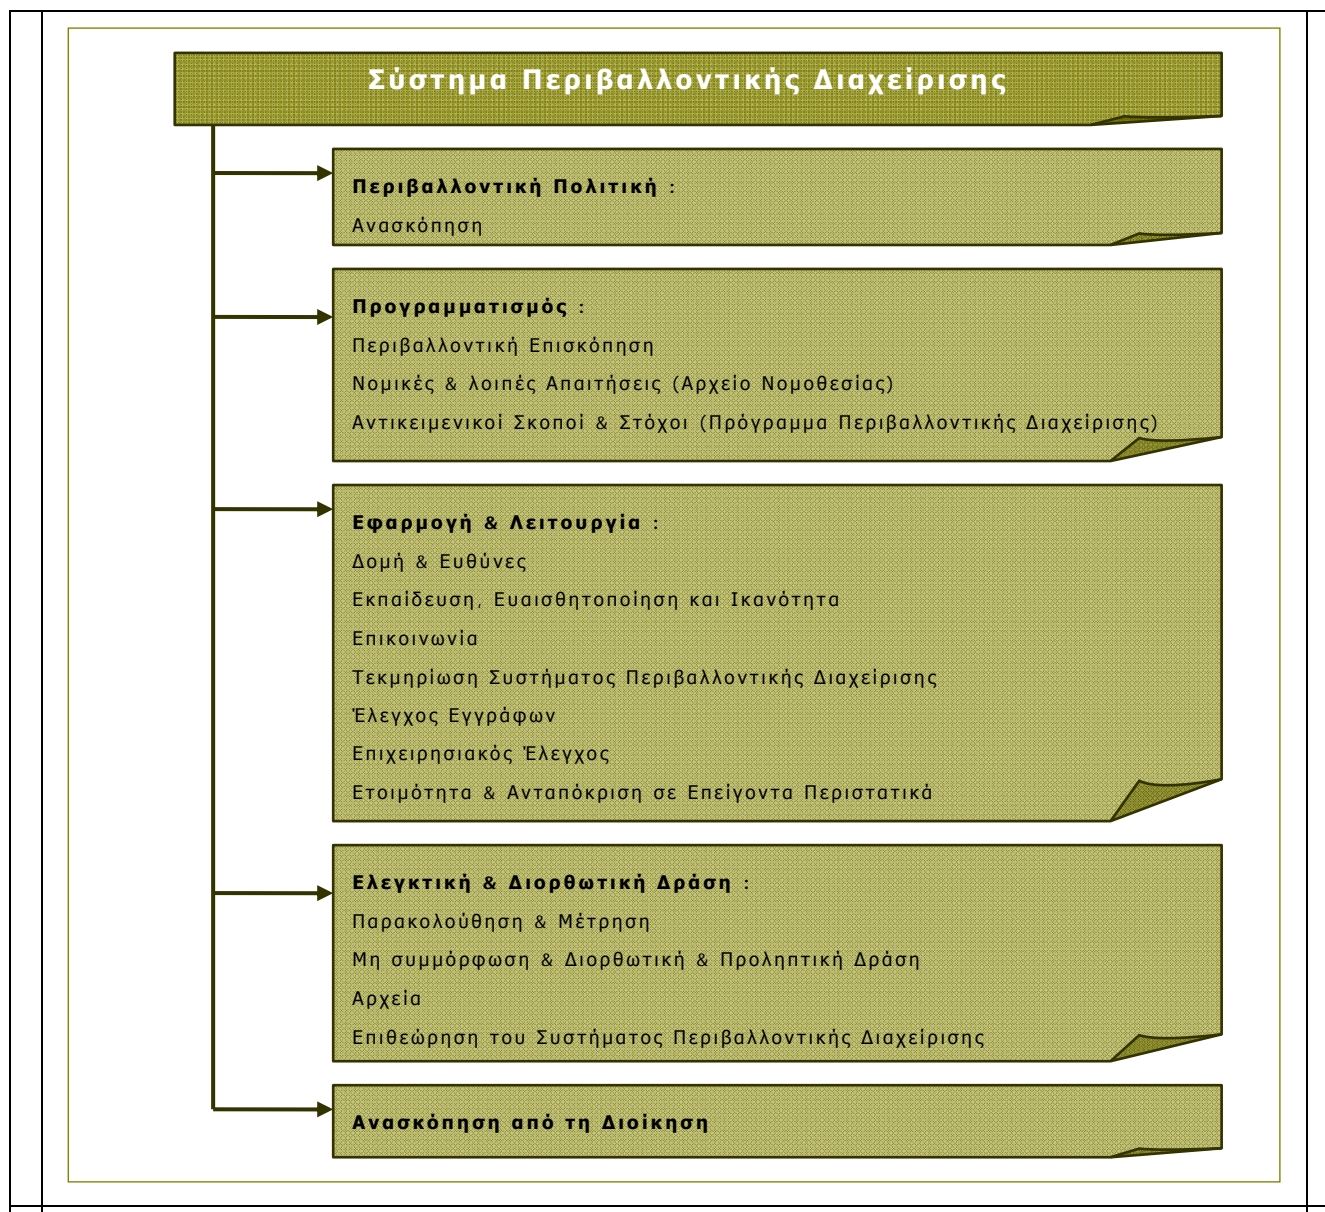 Σύστημα Περιβαλλοντικής Διαχείρισης
Περιβαλλοντική Πολιτική :
Ανασκόπηση
Προγραμματισμός :
Περιβαλλοντική Επισκόπηση
Νομικές & λοιπές Απαιτήσεις (Αρχείο Νομοθεσίας)
Αντικειμενικοί Σκοποί & Στόχοι (Πρόγραμμα Περιβαλλοντικής Διαχείρισης)
Εφαρμογή & Λειτουργία :
Δομή & Ευθύνες
Εκπαίδευση, Ευαισθητοποίηση και Ικανότητα
Επικοινωνία
Τεκμηρίωση Συστήματος Περιβαλλοντικής Διαχείρισης
Έλεγχος Εγγράφων
Επιχειρησιακός Έλεγχος
Ετοιμότητα & Ανταπόκριση σε Επείγοντα Περιστατικά
Ελεγκτική & Διορθωτική Δράση :
Παρακολούθηση & Μέτρηση
Μη συμμόρφωση & Διορθωτική & Προληπτική Δράση
Αρχεία
Επιθεώρηση του Συστήματος Περιβαλλοντικής Διαχείρισης
Ανασκόπηση από τη Διοίκηση